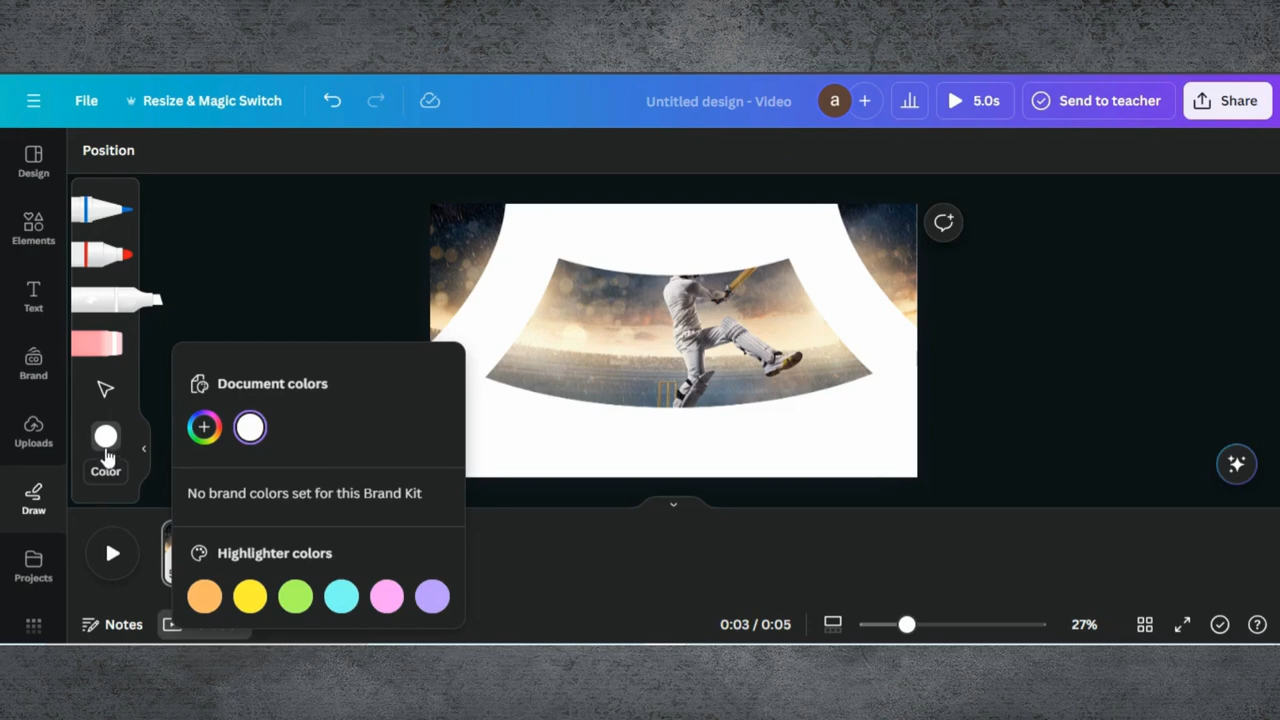 File
Resize & Magic Switch
Untitled design - Video
a
5.0s
Send to teacher
Share
Design
Elements
Text
Brand
Uploads
Draw
Projects
Position
Color
Document colors
No brand colors set for this Brand Kit
Highlighter colors
Notes
0:03 / 0:05
27%